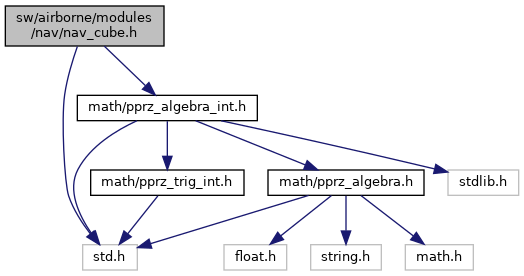 sw/airborne/modules
/nav/nav_cube.h
math/pprz_algebra_int.h
math/pprz_trig_int.h
math/pprz_algebra.h
stdlib.h
std.h
float.h
string.h
math.h